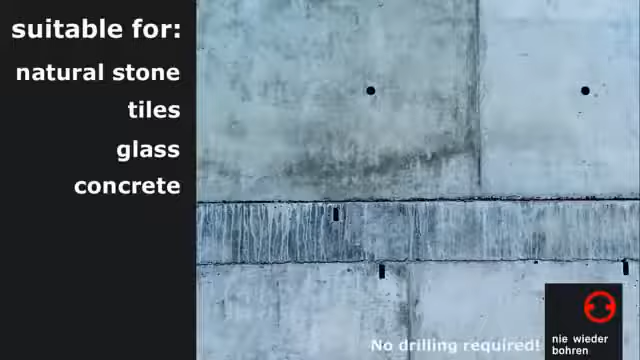 suitable for:
natural stone
tiles
glass
concrete
No drilling required!
nie wieder
bohren